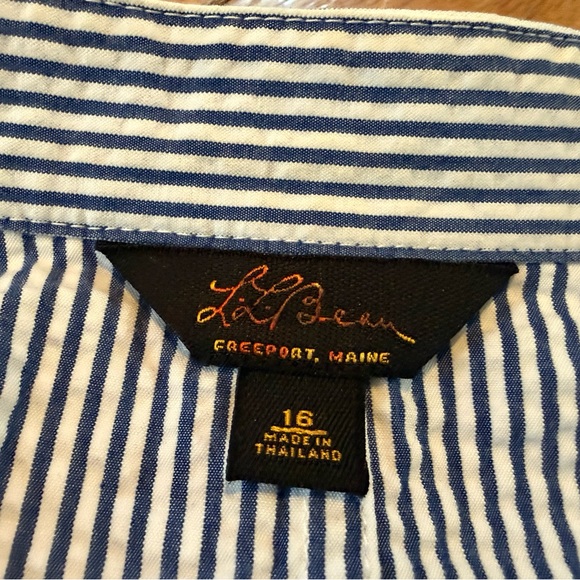 L.L.Bean
FREEPORT, MAINE
16
MADE IN
THAILAND